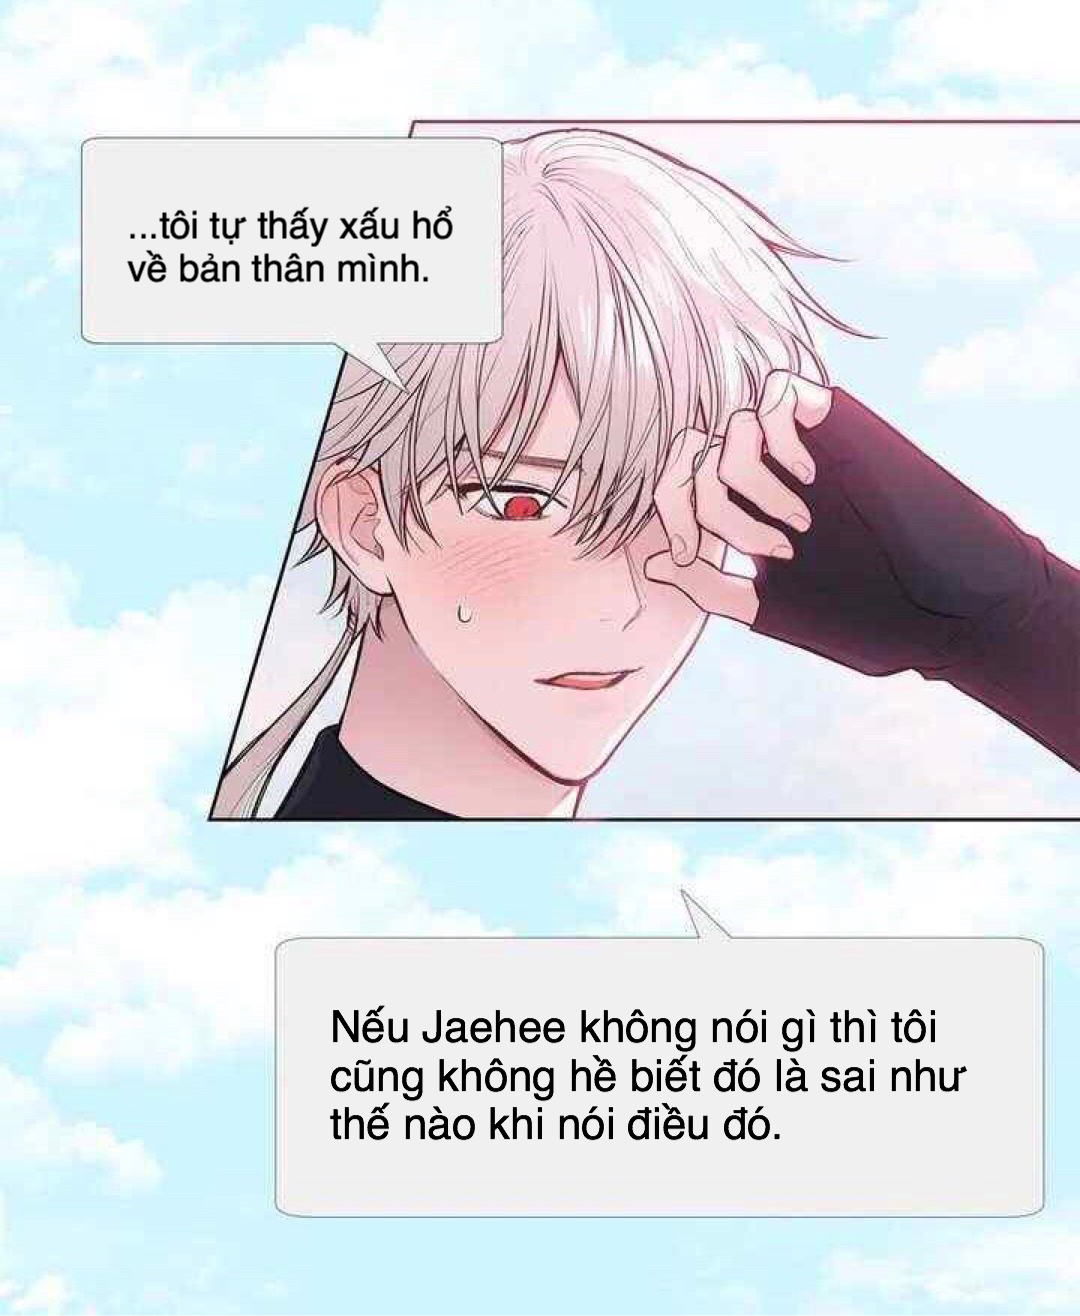 ...tôi tự thấy xấu hổ
về bản thân mình.
Nếu Jaehee không nói gì thì tôi
cũng không hề biết đó là sai như
thế nào khi nói điều đó.